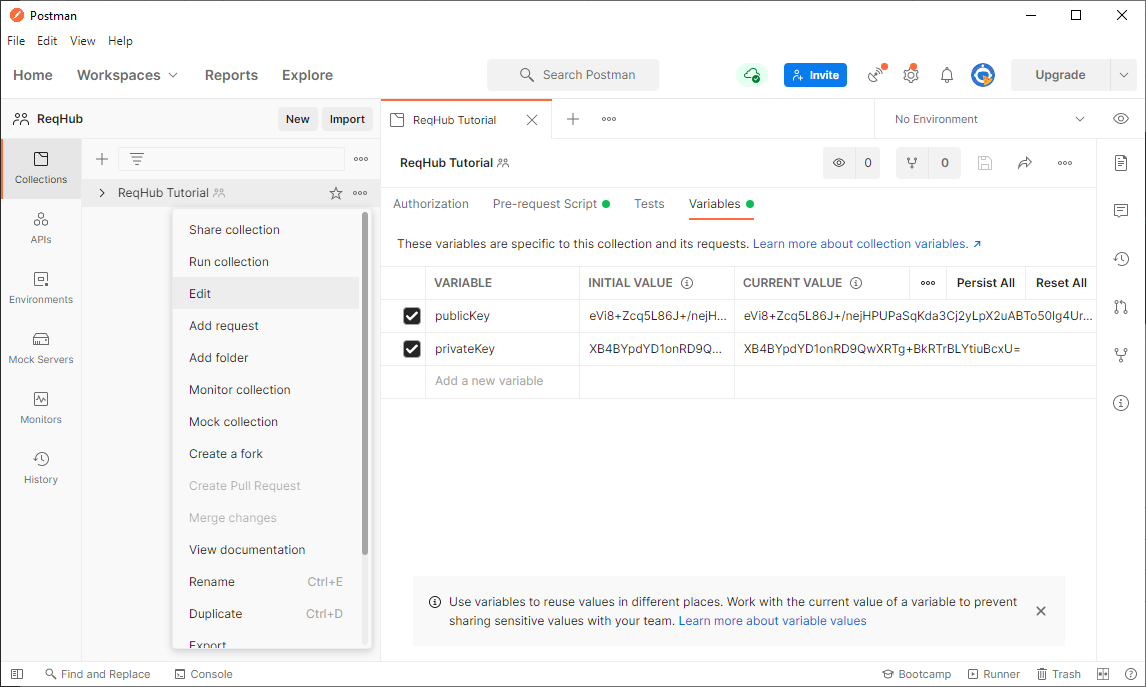 Postman
File Edit View Help
Home Workspaces Reports Explore Search Postman Invite Upgrade
ReqHub New Import ReqHub Tutorial No Environment
Collections
ReqHub Tutorial
APIs
Environments
Mock Servers
Monitors
History
Share collection
Run collection
Edit
Add request
Add folder
Monitor collection
Mock collection
Create a fork
Create Pull Request
Merge changes
View documentation
Rename Ctrl+E
Duplicate Ctrl+D
Export
ReqHub Tutorial 0 0
Authorization Pre-request Script Tests Variables
These variables are specific to this collection and its requests. Learn more about collection variables. ↗
VARIABLE INITIAL VALUE CURRENT VALUE Persist All Reset All
publicKey eVi8+Zcq5L86J+/nejH... eVi8+Zcq5L86J+/nejHPUPaSqKda3Cj2yLpX2uABTo50lg4Ur...
privateKey XB4BYpdYD1onRD9Q... XB4BYpdYD1onRD9QwXRTg+BkRTrBLYtiuBcxU=
Add a new variable
Use variables to reuse values in different places. Work with the current value of a variable to prevent
sharing sensitive values with your team. Learn more about variable values
Find and Replace Console Bootcamp Runner Trash